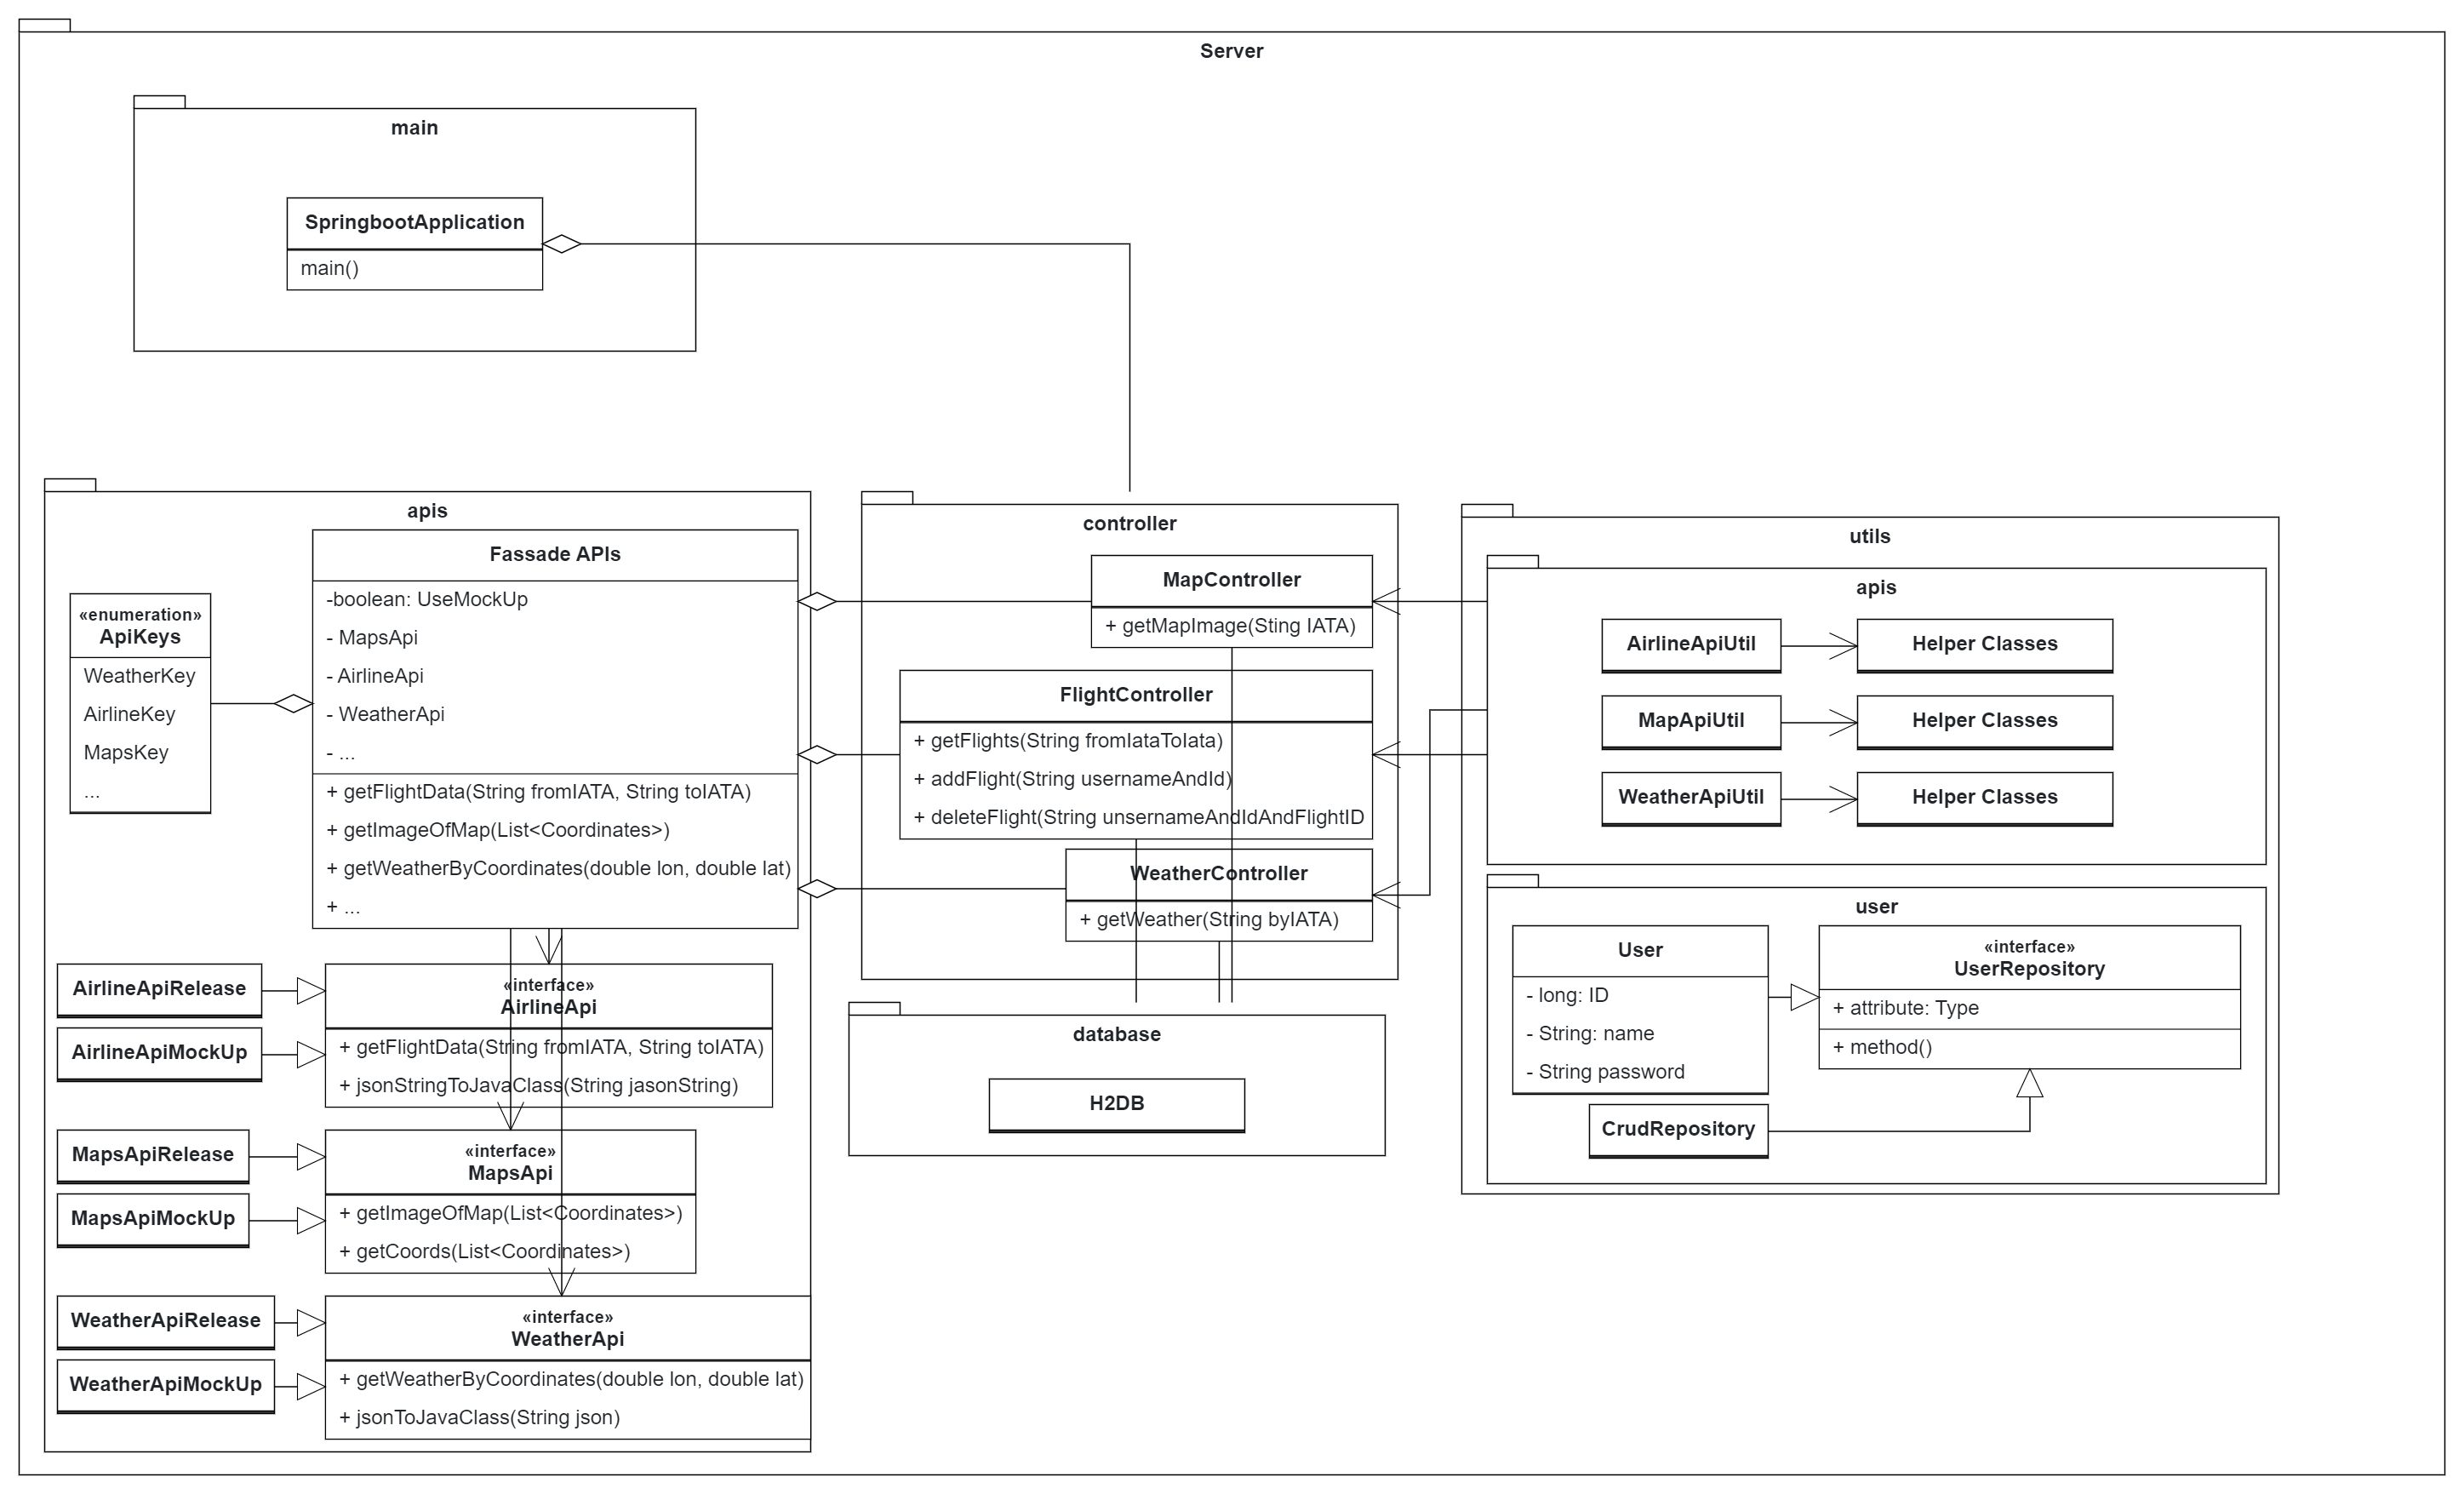 Server
main
SpringbootApplication
main()
apis
Fassade APIs
-boolean: UseMockUp
- MapsApi
- AirlineApi
- WeatherApi
- ...
+ getFlightData(String fromIATA, String toIATA)
+ getImageOfMap(List<Coordinates>)
+ getWeatherByCoordinates(double lon, double lat)
+ ...
«enumeration»
ApiKeys
WeatherKey
AirlineKey
MapsKey
...
AirlineApiRelease
AirlineApiMockUp
«interface»
AirlineApi
+ getFlightData(String fromIATA, String toIATA)
+ jsonStringToJavaClass(String jasonString)
MapsApiRelease
MapsApiMockUp
«interface»
MapsApi
+ getImageOfMap(List<Coordinates>)
+ getCoords(List<Coordinates>)
WeatherApiRelease
WeatherApiMockUp
«interface»
WeatherApi
+ getWeatherByCoordinates(double lon, double lat)
+ jsonToJavaClass(String json)
controller
MapController
+ getMapImage(Sting IATA)
FlightController
+ getFlights(String fromIataToIata)
+ addFlight(String usernameAndId)
+ deleteFlight(String unsernameAndIdAndFlightID
WeatherController
+ getWeather(String byIATA)
database
H2DB
utils
apis
AirlineApiUtil
Helper Classes
MapApiUtil
Helper Classes
WeatherApiUtil
Helper Classes
user
User
- long: ID
- String: name
- String password
«interface»
UserRepository
+ attribute: Type
+ method()
CrudRepository